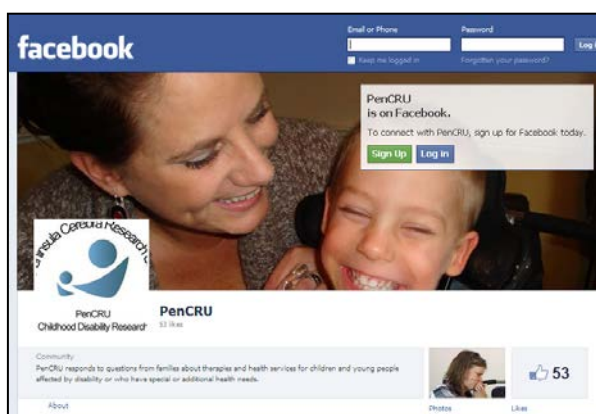 facebook
Email or Phone
Password
Log
Keep me logged in
Forgotten your password?
PenCRU
is on Facebook.
To connect with PenCRU, sign up for Facebook today.
Sign Up
Log in
Cerebra Research
PenCRU
Childhood Disability Research
PenCRU
53 likes
Community
PenCRU responds to questions from families about therapies and health services for children and young people
affected by disability or who have special or additional health needs.
About
Photos
53
Likes